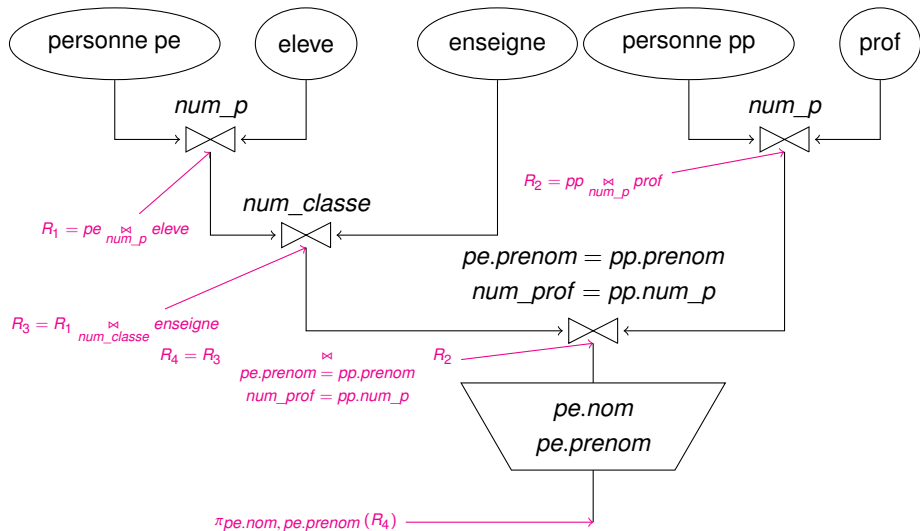 personne pe eleve enseigne personne pp prof
num_p num_p
R2 = pp ⋈ num_p prof
R1 = pe ⋈ num_p eleve
num_classe
pe.prenom = pp.prenom
num_prof = pp.num_p
R3 = R1 ⋈ num_classe enseigne
R4 = R3 ⋈ pe.prenom = pp.prenom num_prof = pp.num_p R2
pe.nom
pe.prenom
πpe.nom, pe.prenom (R4)